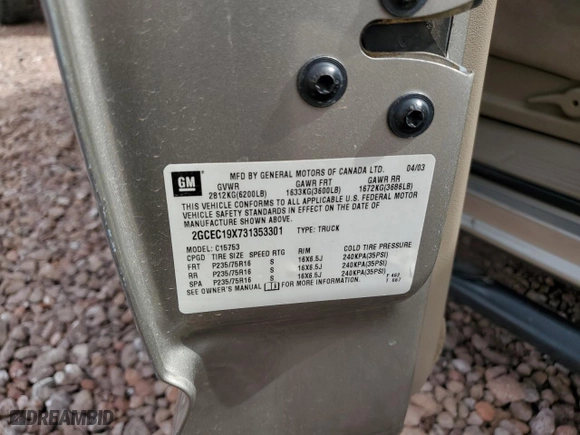 GM
MFD BY GENERAL MOTORS OF CANADA LTD. 04/03
GVWR GAWR FRT GAWR RR
2812KG(6200LB) 1633KG(3600LB) 1672KG(3686LB)
THIS VEHICLE CONFORMS TO ALL APPLICABLE U.S. FEDERAL MOTOR
VEHICLE SAFETY STANDARDS IN EFFECT ON THE DATE OF
MANUFACTURE SHOWN ABOVE.
2GCEC19X731353301 TYPE: TRUCK
MODEL: C15753
CPGD TIRE SIZE SPEED RTG RIM COLD TIRE PRESSURE
FRT P235/75R16 S 16X6.5J 240KPA(35PSI)
RR P235/75R16 S 16X6.5J 240KPA(35PSI)
SPA P235/75R16 S 16X6.5J 240KPA(35PSI)
SEE OWNER'S MANUAL FOR MORE INFORMATION.
DREAMBID